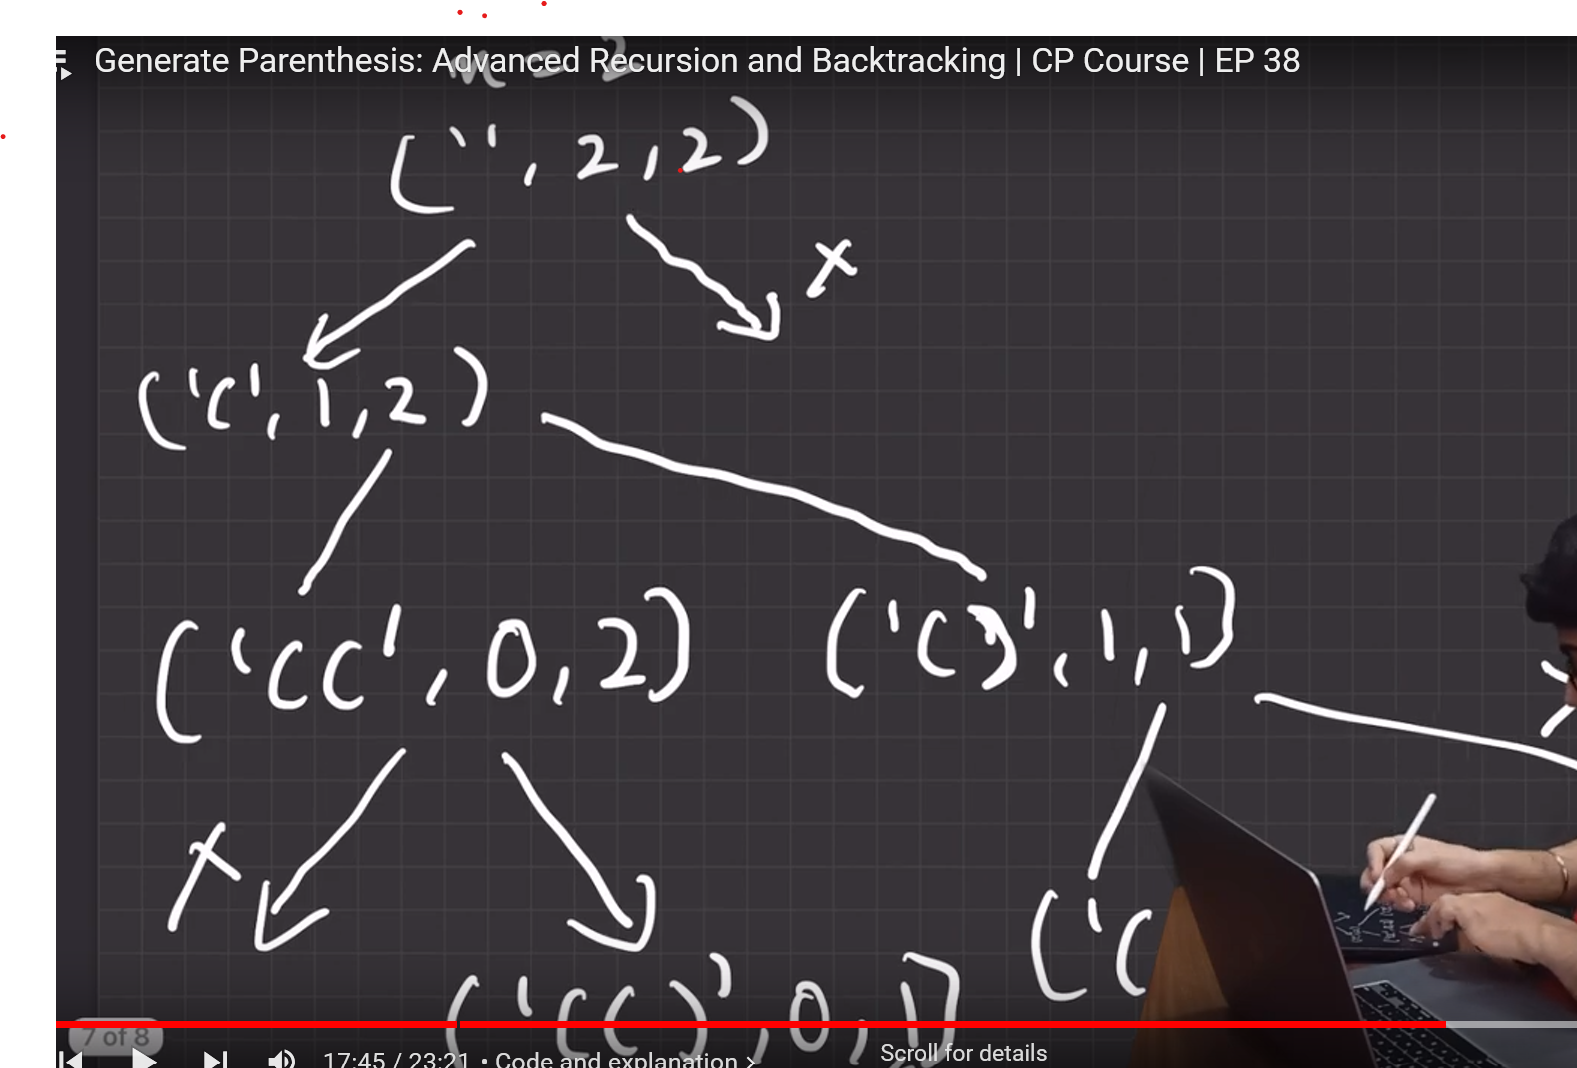 Generate Parenthesis: Advanced Recursion and Backtracking | CP Course | EP 38
n = 2
('', 2, 2)
x
('(', 1, 2)
('((', 0, 2) ('()', 1, 1)
x
('(
('(()', 0, 1)
7 of 8
17:45 / 23:21 • Code and explanation >
Scroll for details